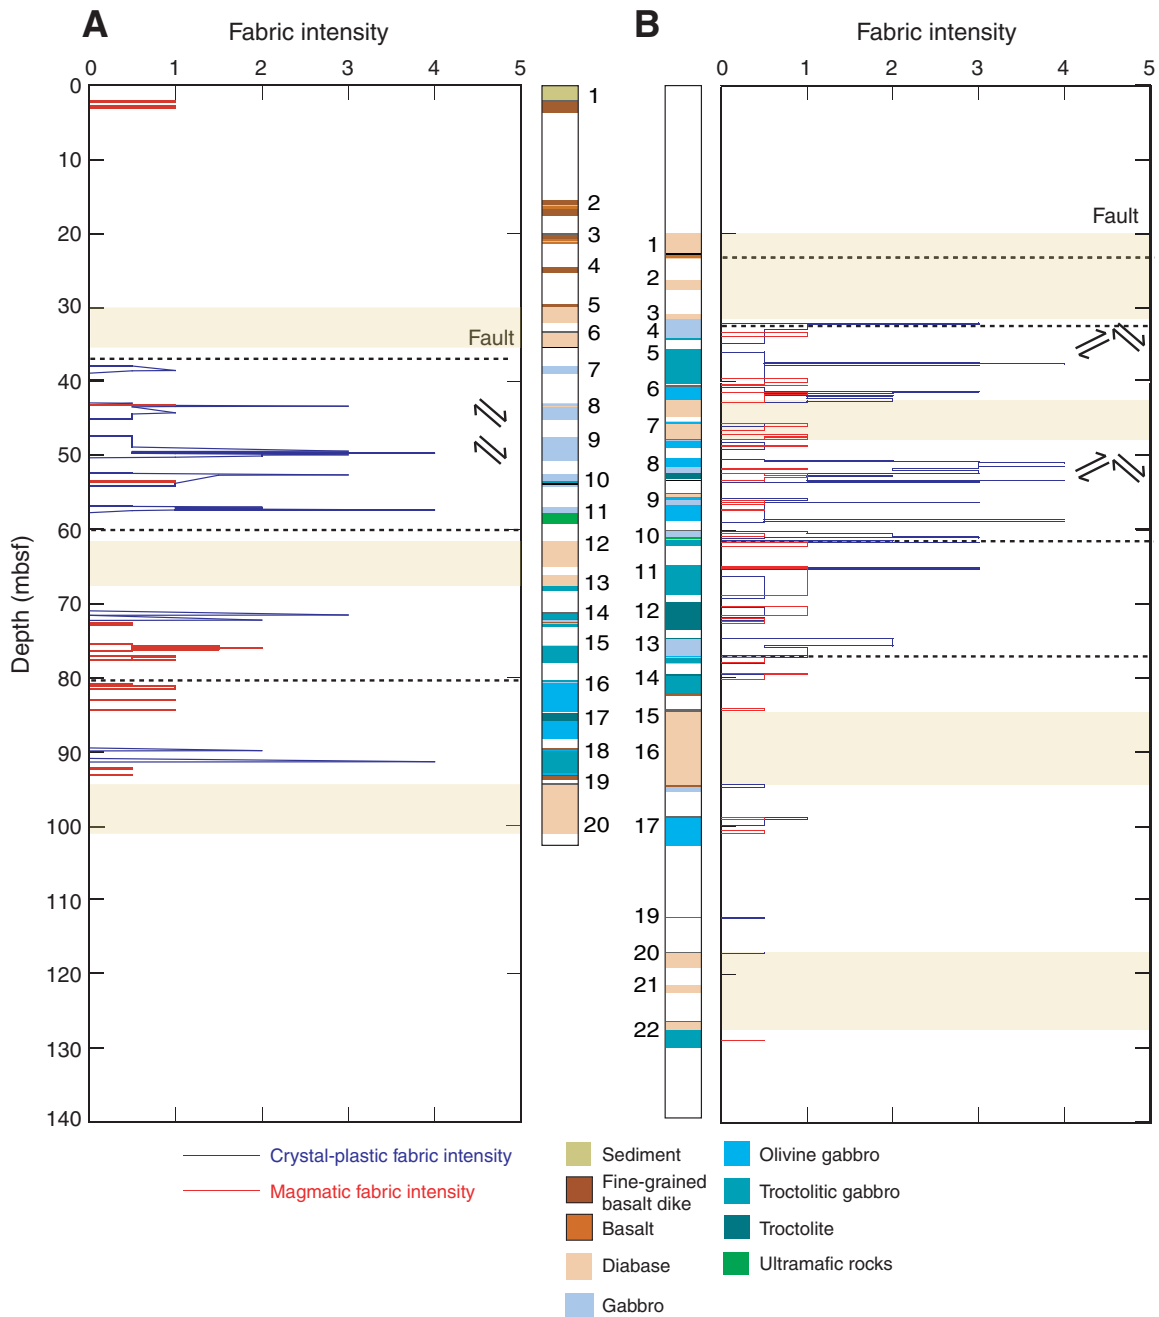 A
Fabric intensity
0 1 2 3 4 5
Depth (mbsf)
0
10
20
30
40
50
60
70
80
90
100
110
120
130
140
Fault
1
2
3
4
5
6
7
8
9
10
11
12
13
14
15
16
17
18
19
20
B
Fabric intensity
0 1 2 3 4 5
Fault
1
2
3
4
5
6
7
8
9
10
11
12
13
14
15
16
17
19
20
21
22
Crystal-plastic fabric intensity
Magmatic fabric intensity
Sediment
Fine-grained
basalt dike
Basalt
Diabase
Gabbro
Olivine gabbro
Troctolitic gabbro
Troctolite
Ultramafic rocks